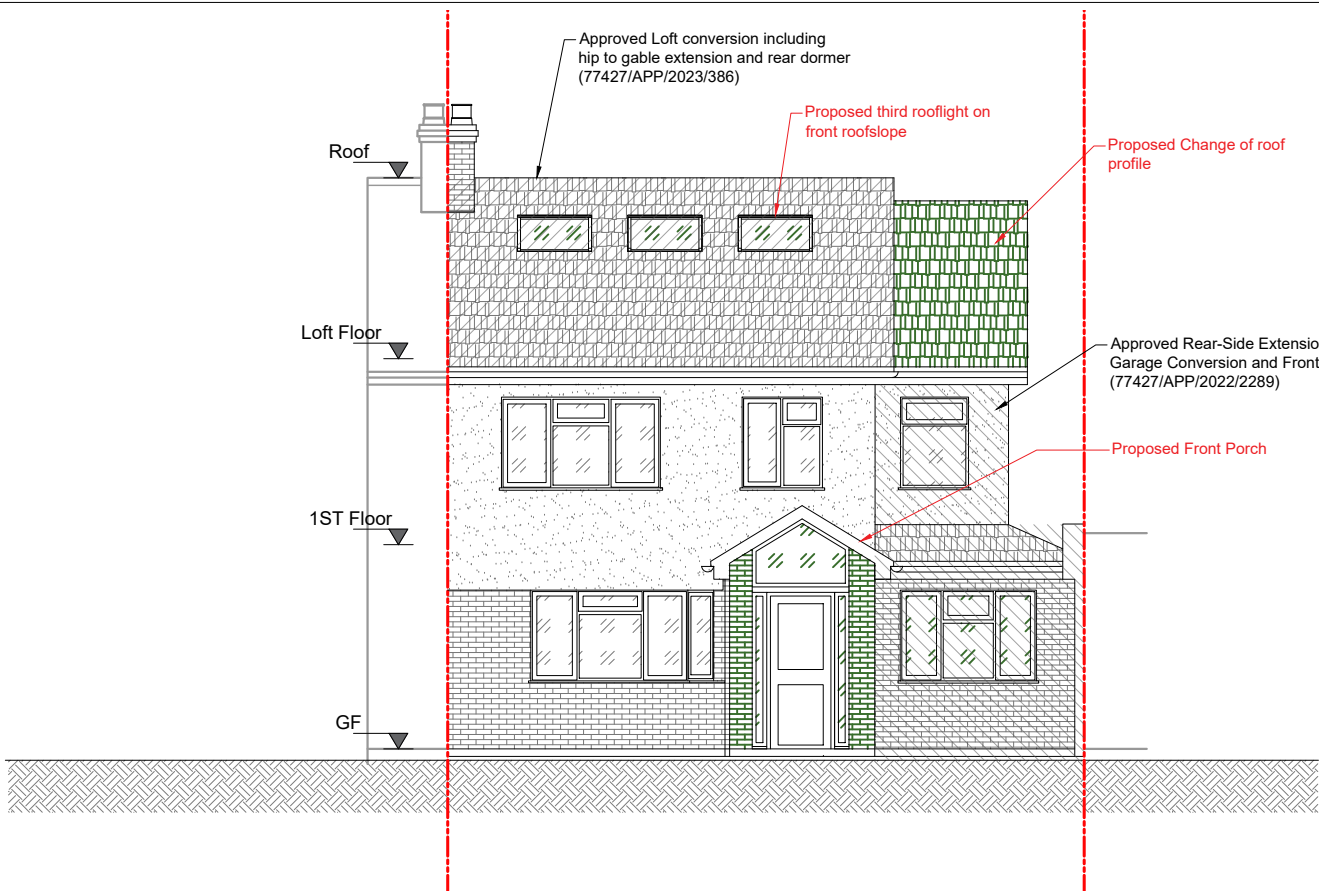 Approved Loft conversion including
hip to gable extension and rear dormer
(77427/APP/2023/386)
Proposed third rooflight on
front roofslope
Proposed Change of roof
profile
Roof
Loft Floor
Approved Rear-Side Extensio
Garage Conversion and Front
(77427/APP/2022/2289)
Proposed Front Porch
1ST Floor
GF